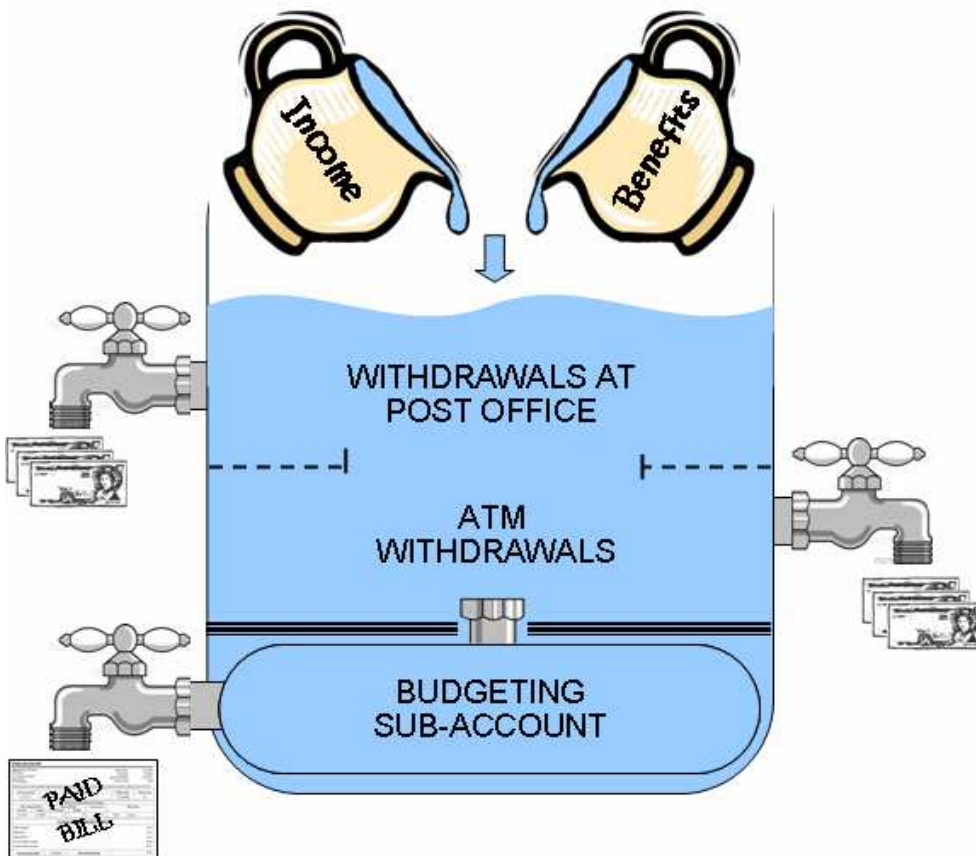 Income
Benefits
WITHDRAWALS AT
POST OFFICE
ATM
WITHDRAWALS
BUDGETING
SUB-ACCOUNT
PAID
BILL